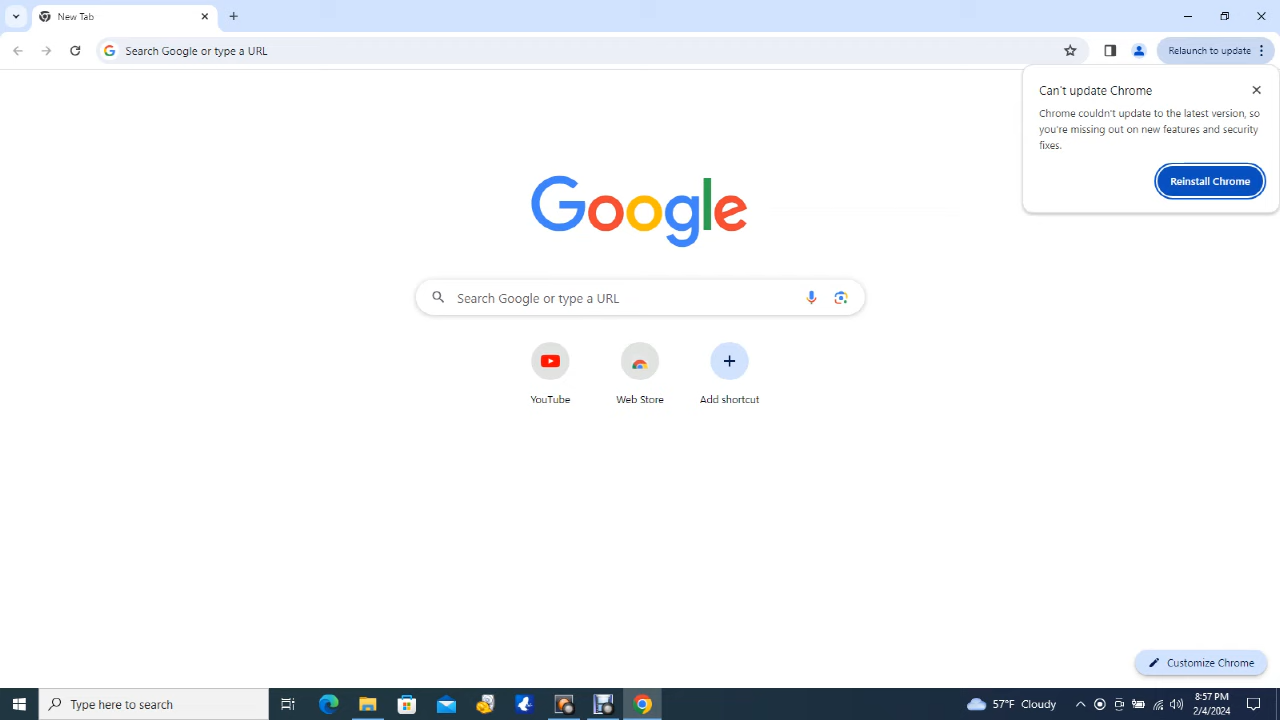 New Tab
Search Google or type a URL
Relaunch to update
Can't update Chrome
Chrome couldn't update to the latest version, so
you're missing out on new features and security
fixes.
Reinstall Chrome
Google
Search Google or type a URL
YouTube
Web Store
Add shortcut
Customize Chrome
Type here to search
57°F Cloudy
8:57 PM
2/4/2024